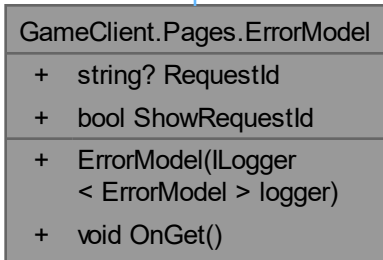 GameClient.Pages.ErrorModel
+ string? RequestId
+ bool ShowRequestId
+ ErrorModel(ILogger
< ErrorModel > logger)
+ void OnGet()